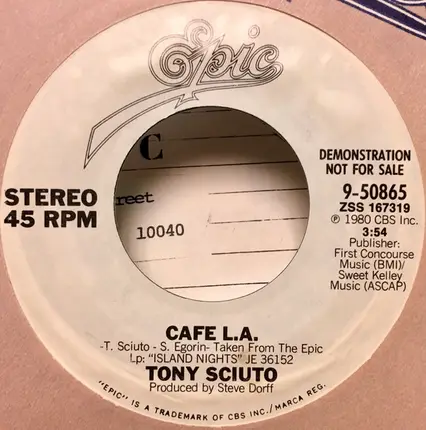 Epic
C
reet
10040
STEREO
45 RPM
DEMONSTRATION
NOT FOR SALE
9-50865
ZSS 167319
℗ 1980 CBS Inc.
3:54
Publisher:
First Concourse
Music (BMI)/
Sweet Kelley
Music (ASCAP)
CAFE L.A.
-T. Sciuto - S. Egorin- Taken From The Epic
Lp: "ISLAND NIGHTS" JE 36152
TONY SCIUTO
Produced by Steve Dorff
"EPIC" IS A TRADEMARK OF CBS INC./MARCA REG.